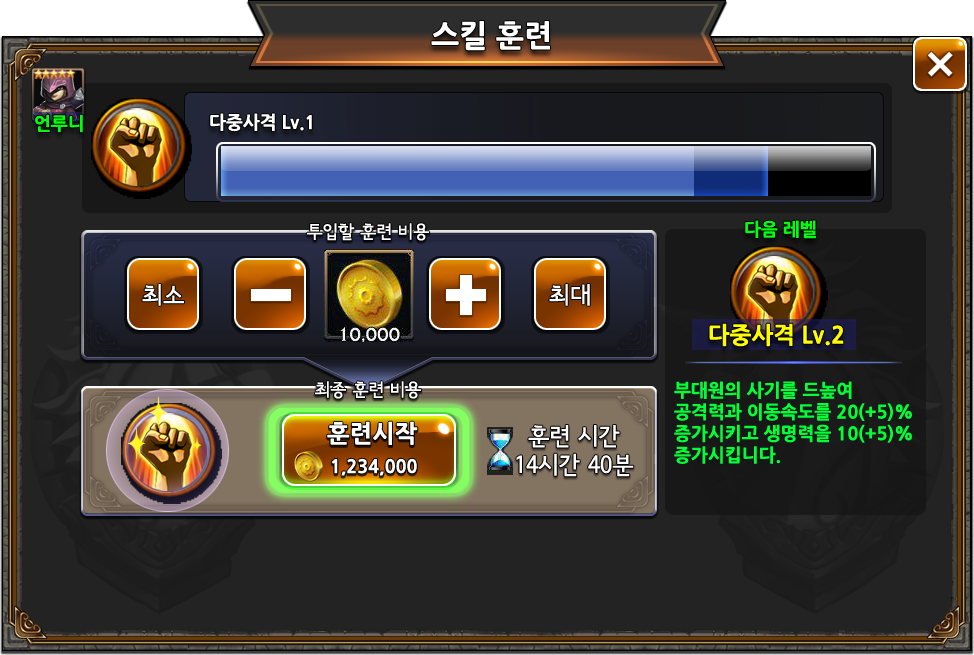 스킬 훈련
언루니
다중사격 Lv.1
투입할 훈련 비용
최소
10,000
최대
최종 훈련 비용
훈련시작
1,234,000
훈련 시간
14시간 40분
다음 레벨
다중사격 Lv.2
부대원의 사기를 드높여
공격력과 이동속도를 20(+5)%
증가시키고 생명력을 10(+5)%
증가시킵니다.